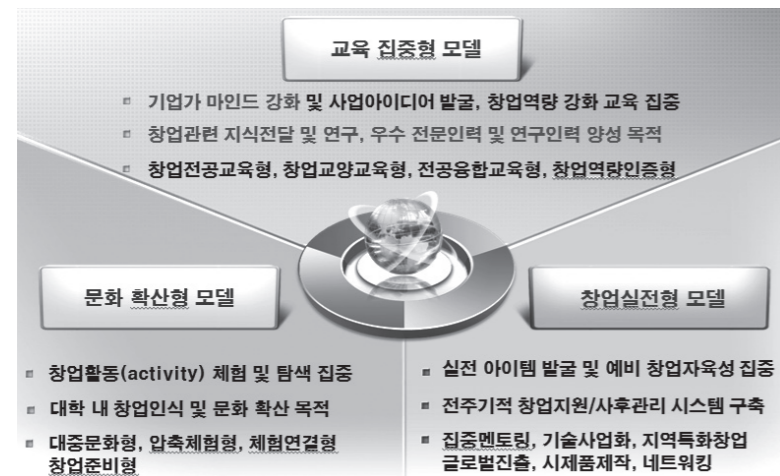 교육 집중형 모델
기업가 마인드 강화 및 사업아이디어 발굴, 창업역량 강화 교육 집중
창업관련 지식전달 및 연구, 우수 전문인력 및 연구인력 양성 목적
창업전공교육형, 창업교양교육형, 전공융합교육형, 창업역량인증형
문화 확산형 모델
창업활동(activity) 체험 및 탐색 집중
대학 내 창업인식 및 문화 확산 목적
대중문화형, 압축체험형, 체험연결형
창업준비형
창업실전형 모델
실전 아이템 발굴 및 예비 창업자육성 집중
전주기적 창업지원/사후관리 시스템 구축
집중멘토링, 기술사업화, 지역특화창업
글로벌진출, 시제품제작, 네트워킹